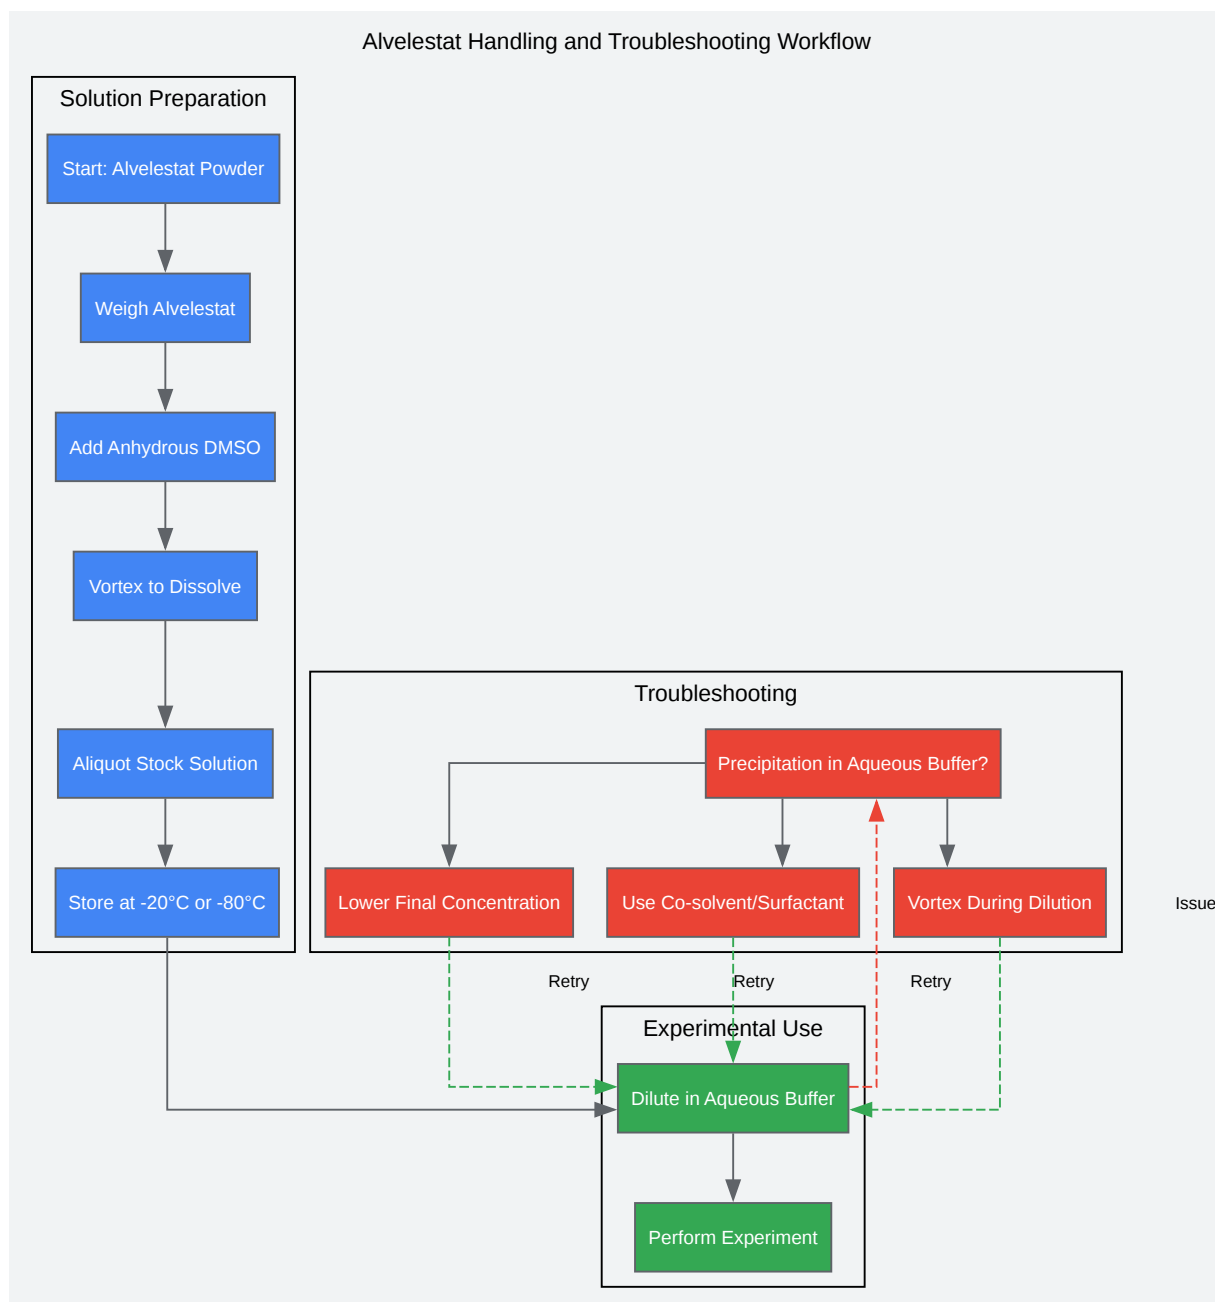 Alvelestat Handling and Troubleshooting Workflow
Solution Preparation
Start: Alvelestat Powder
Weigh Alvelestat
Add Anhydrous DMSO
Vortex to Dissolve
Aliquot Stock Solution
Store at -20°C or -80°C
Troubleshooting
Precipitation in Aqueous Buffer?
Lower Final Concentration
Use Co-solvent/Surfactant
Vortex During Dilution
Issue
Retry
Retry
Retry
Experimental Use
Dilute in Aqueous Buffer
Perform Experiment